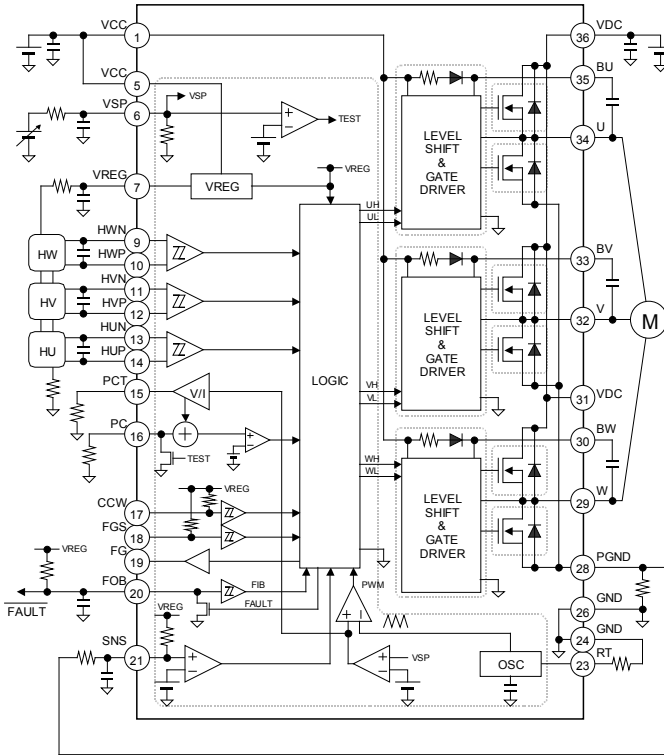 VCC
1
36
VDC
VCC
5
35
BU
VSP
6
VSP
TEST
34
U
VREG
VREG
7
VREG
LEVEL
SHIFT
&
GATE
DRIVER
UH
UL
HW
HWN
9
HWP
10
33
BV
HV
HVN
11
HVP
12
32
V
M
HU
HUN
13
HUP
14
LOGIC
LEVEL
SHIFT
&
GATE
DRIVER
PCT
15
V/I
VH
VL
31
VDC
PC
16
TEST
30
BW
WH
WL
VREG
CCW
17
29
W
FGS
18
LEVEL
SHIFT
&
GATE
DRIVER
VREG
FG
19
28
PGND
FOB
20
FIB
PWM
FAULT
FAULT
26
GND
VREG
24
GND
SNS
21
VSP
OSC
23
RT